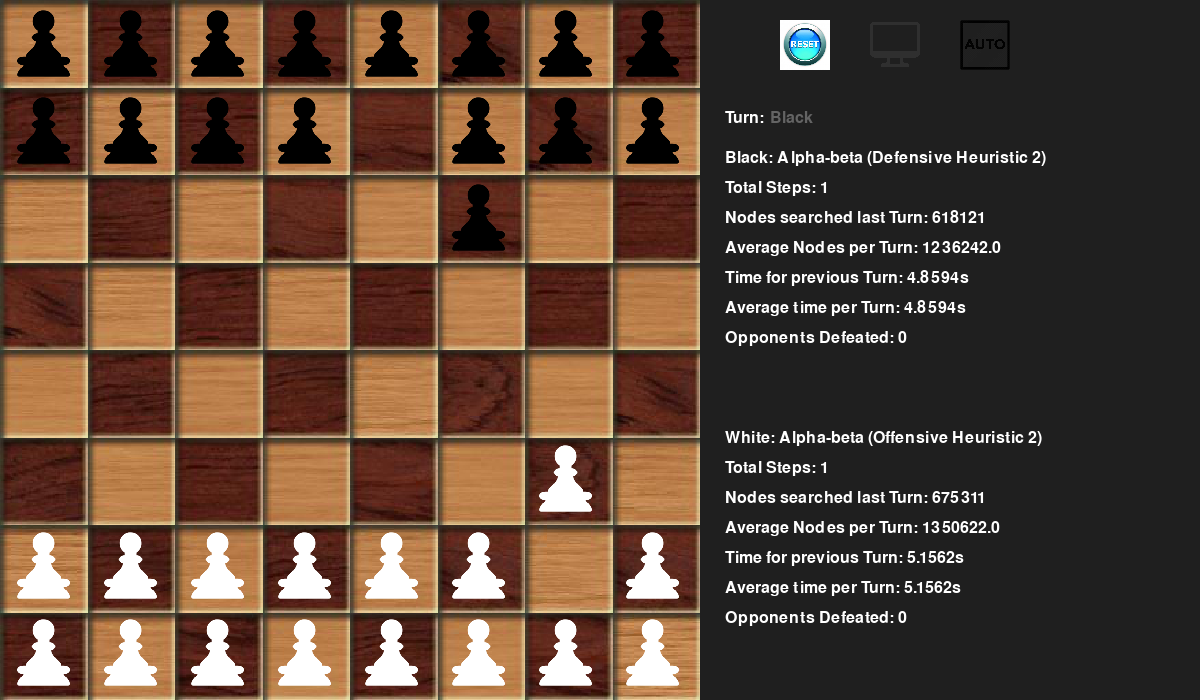 RESET
AUTO
Turn: Black
Black: Alpha-beta (Defensive Heuristic 2)
Total Steps: 1
Nodes searched last Turn: 618121
Average Nodes per Turn: 1236242.0
Time for previous Turn: 4.8594s
Average time per Turn: 4.8594s
Opponents Defeated: 0
White: Alpha-beta (Offensive Heuristic 2)
Total Steps: 1
Nodes searched last Turn: 675311
Average Nodes per Turn: 1350622.0
Time for previous Turn: 5.1562s
Average time per Turn: 5.1562s
Opponents Defeated: 0